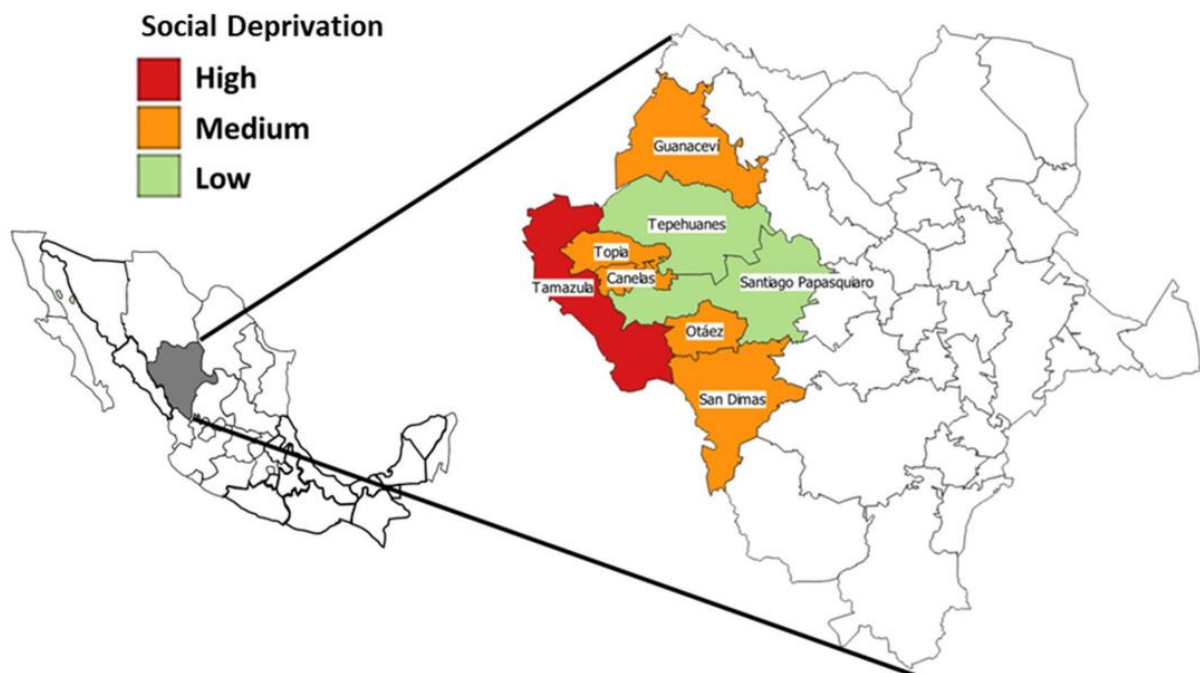 Social Deprivation
High
Medium
Low
Guanaceví
Tepehuanes
Topia
Canelas
Tamazula
Santiago Papasquiaro
Otáez
San Dimas